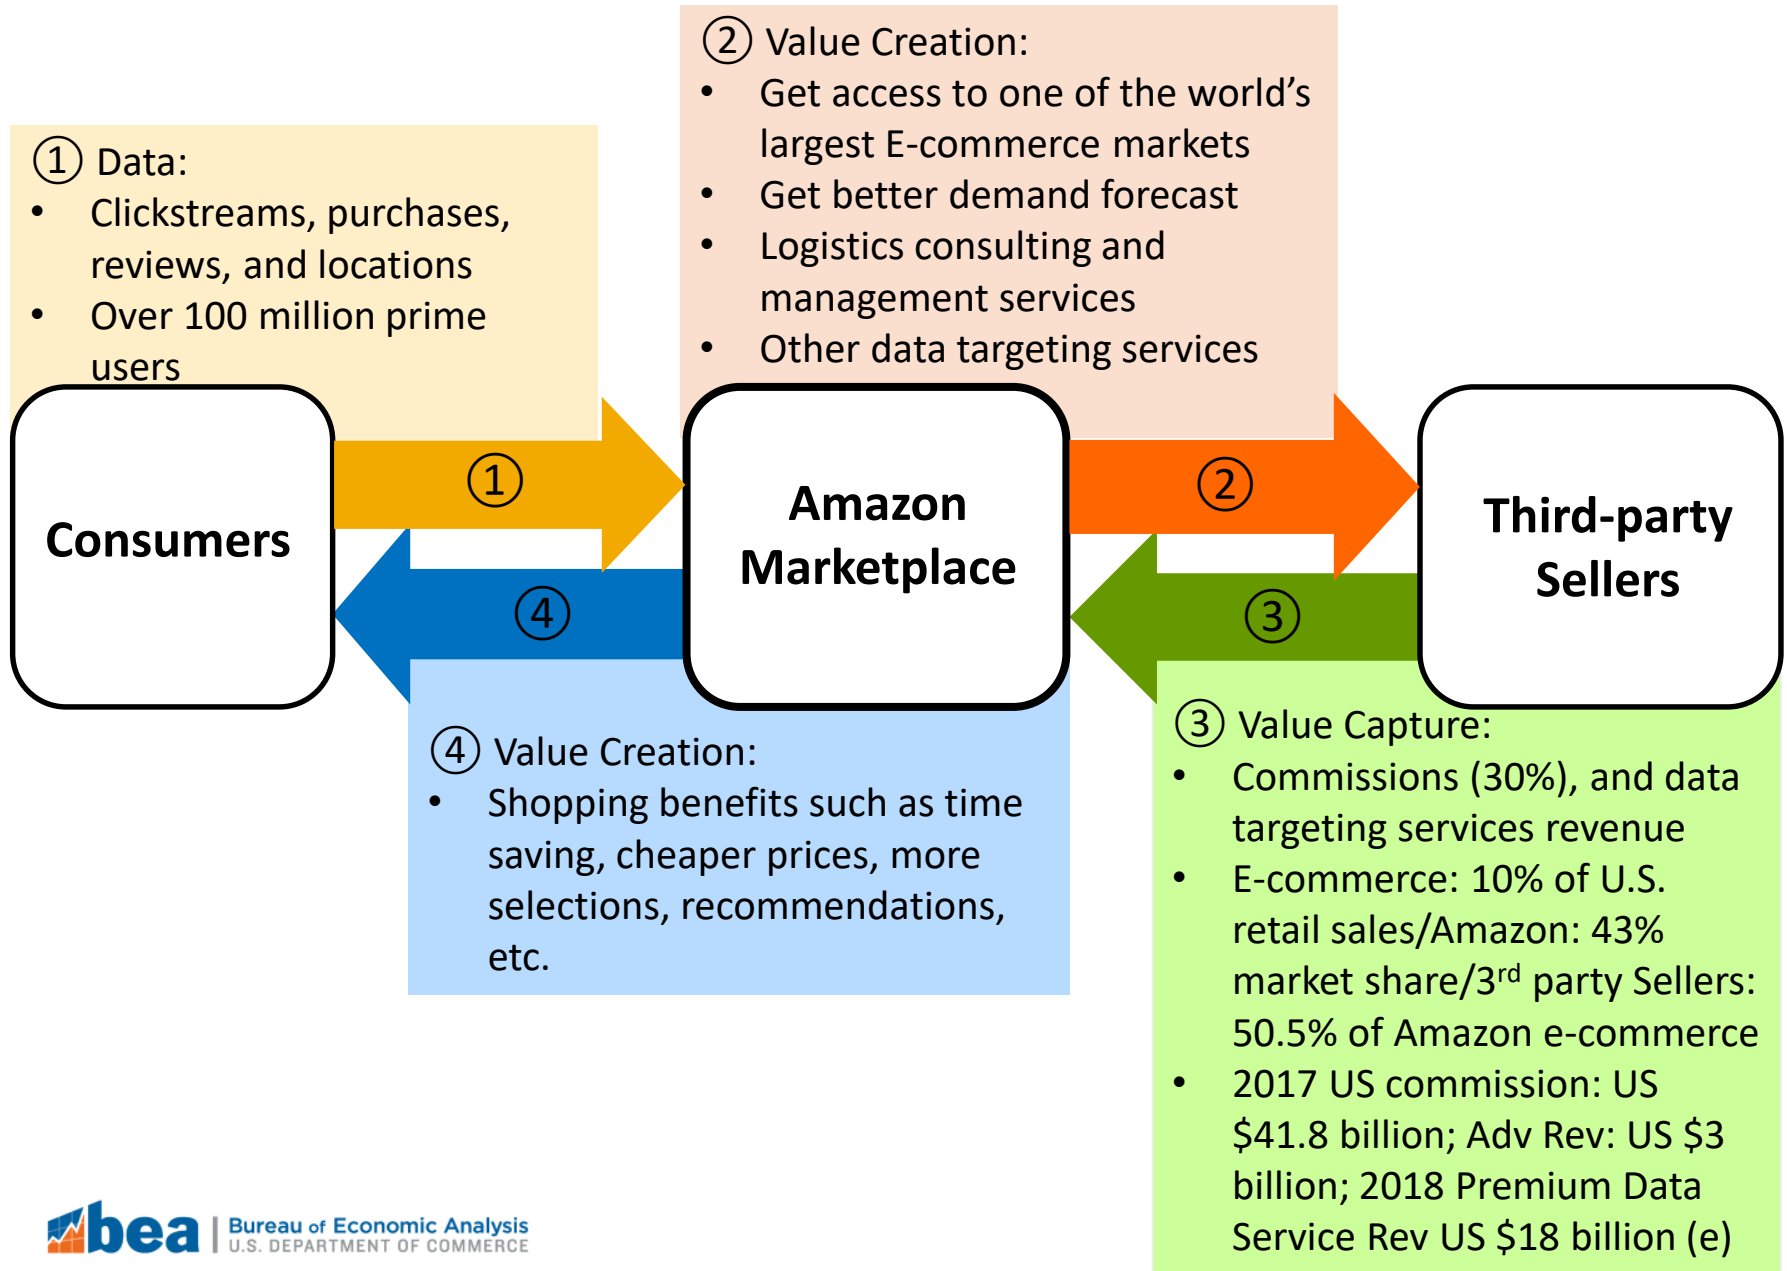 ① Data:
• Clickstreams, purchases,
reviews, and locations
• Over 100 million prime
users
② Value Creation:
• Get access to one of the world's
largest E-commerce markets
• Get better demand forecast
• Logistics consulting and
management services
• Other data targeting services
Consumers
①
Amazon
Marketplace
②
Third-party
Sellers
④
③
④ Value Creation:
• Shopping benefits such as time
saving, cheaper prices, more
selections, recommendations,
etc.
③ Value Capture:
• Commissions (30%), and data
targeting services revenue
• E-commerce: 10% of U.S.
retail sales/Amazon: 43%
market share/3rd party Sellers:
50.5% of Amazon e-commerce
• 2017 US commission: US
$41.8 billion; Adv Rev: US $3
billion; 2018 Premium Data
Service Rev US $18 billion (e)
bea | Bureau of Economic Analysis
U.S. DEPARTMENT OF COMMERCE